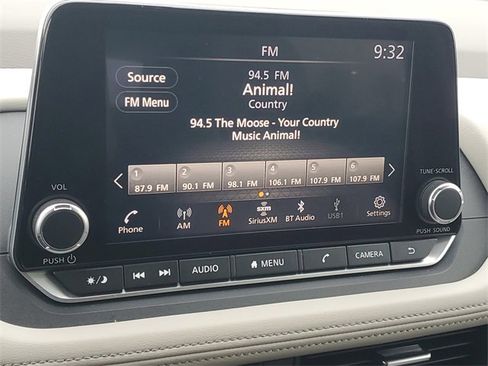 FM
9:32
Source
94.5 FM
Animal!
FM Menu
Country
94.5 The Moose - Your Country
Music Animal!
1 2 3 4 5 6
87.9 FM 90.1 FM 98.1 FM 106.1 FM 107.9 FM 107.9 FM
VOL
TUNE·SCROLL
Phone
AM
FM
SXM
SiriusXM
BT Audio
USB1
Settings
PUSH
PUSH SOUND
AUDIO
MENU
CAMERA